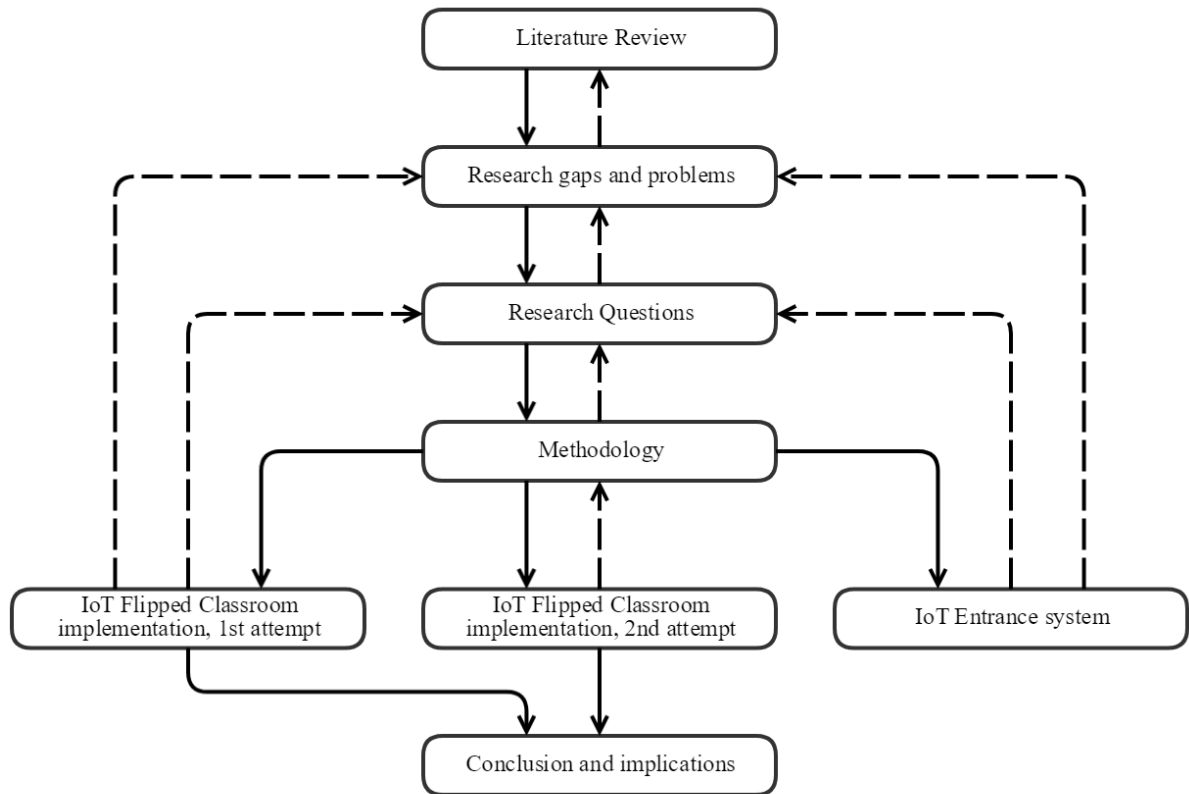 Literature Review
Research gaps and problems
Research Questions
Methodology
IoT Flipped Classroom
implementation, 1st attempt
IoT Flipped Classroom
implementation, 2nd attempt
IoT Entrance system
Conclusion and implications